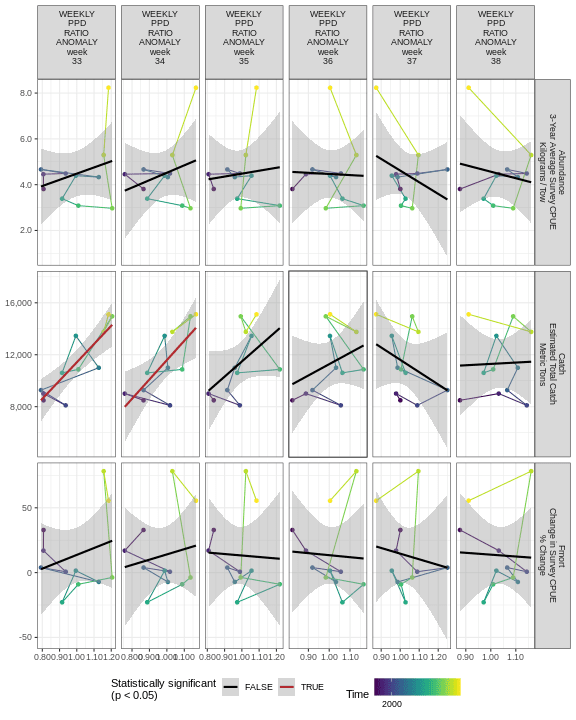 WEEKLY
PPD
RATIO
ANOMALY
week
33
WEEKLY
PPD
RATIO
ANOMALY
week
34
WEEKLY
PPD
RATIO
ANOMALY
week
35
WEEKLY
PPD
RATIO
ANOMALY
week
36
WEEKLY
PPD
RATIO
ANOMALY
week
37
WEEKLY
PPD
RATIO
ANOMALY
week
38
8.0
6.0
4.0
2.0
Abundance
3-Year Average Survey CPUE
Kilograms / Tow
16,000
12,000
8,000
Catch
Estimated Total Catch
Metric Tons
50
0
-50
Fmort
Change in Survey CPUE
% Change
0.80 0.90 1.00 1.10 1.20
0.80 0.90 1.00 1.10
0.80 0.90 1.00 1.10 1.20
0.90 1.00 1.10
0.90 1.00 1.10 1.20
0.90 1.00 1.10
Statistically significant
(p < 0.05)
FALSE
TRUE
Time
2000